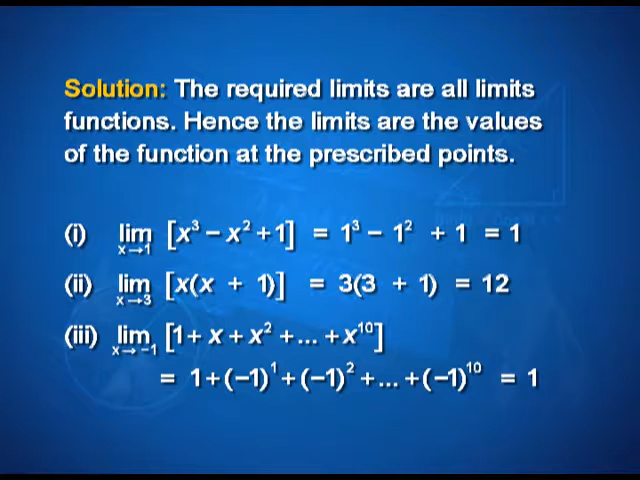 Solution: The required limits are all limits
functions. Hence the limits are the values
of the function at the prescribed points.
(i) lim x→1 [x³ − x² + 1] = 1³ − 1² + 1 = 1
(ii) lim x→3 [x(x + 1)] = 3(3 + 1) = 12
(iii) lim x→−1 [1 + x + x² + ... + x¹⁰]
= 1 + (−1)¹ + (−1)² + ... + (−1)¹⁰ = 1